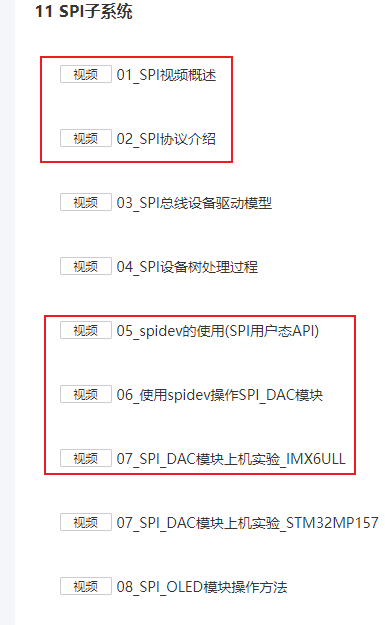 11 SPI子系统
视频 01_SPI视频概述
视频 02_SPI协议介绍
视频 03_SPI总线设备驱动模型
视频 04_SPI设备树处理过程
视频 05_spidev的使用(SPI用户态API)
视频 06_使用spidev操作SPI_DAC模块
视频 07_SPI_DAC模块上机实验_IMX6ULL
视频 07_SPI_DAC模块上机实验_STM32MP157
视频 08_SPI_OLED模块操作方法